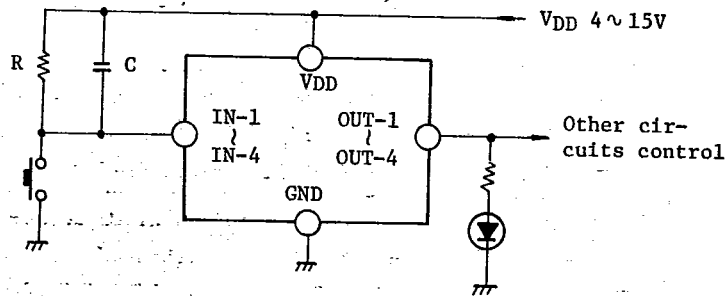 VDD 4~15V
R
C
VDD
IN-1
~
IN-4
OUT-1
~
OUT-4
GND
Other cir-
cuits control